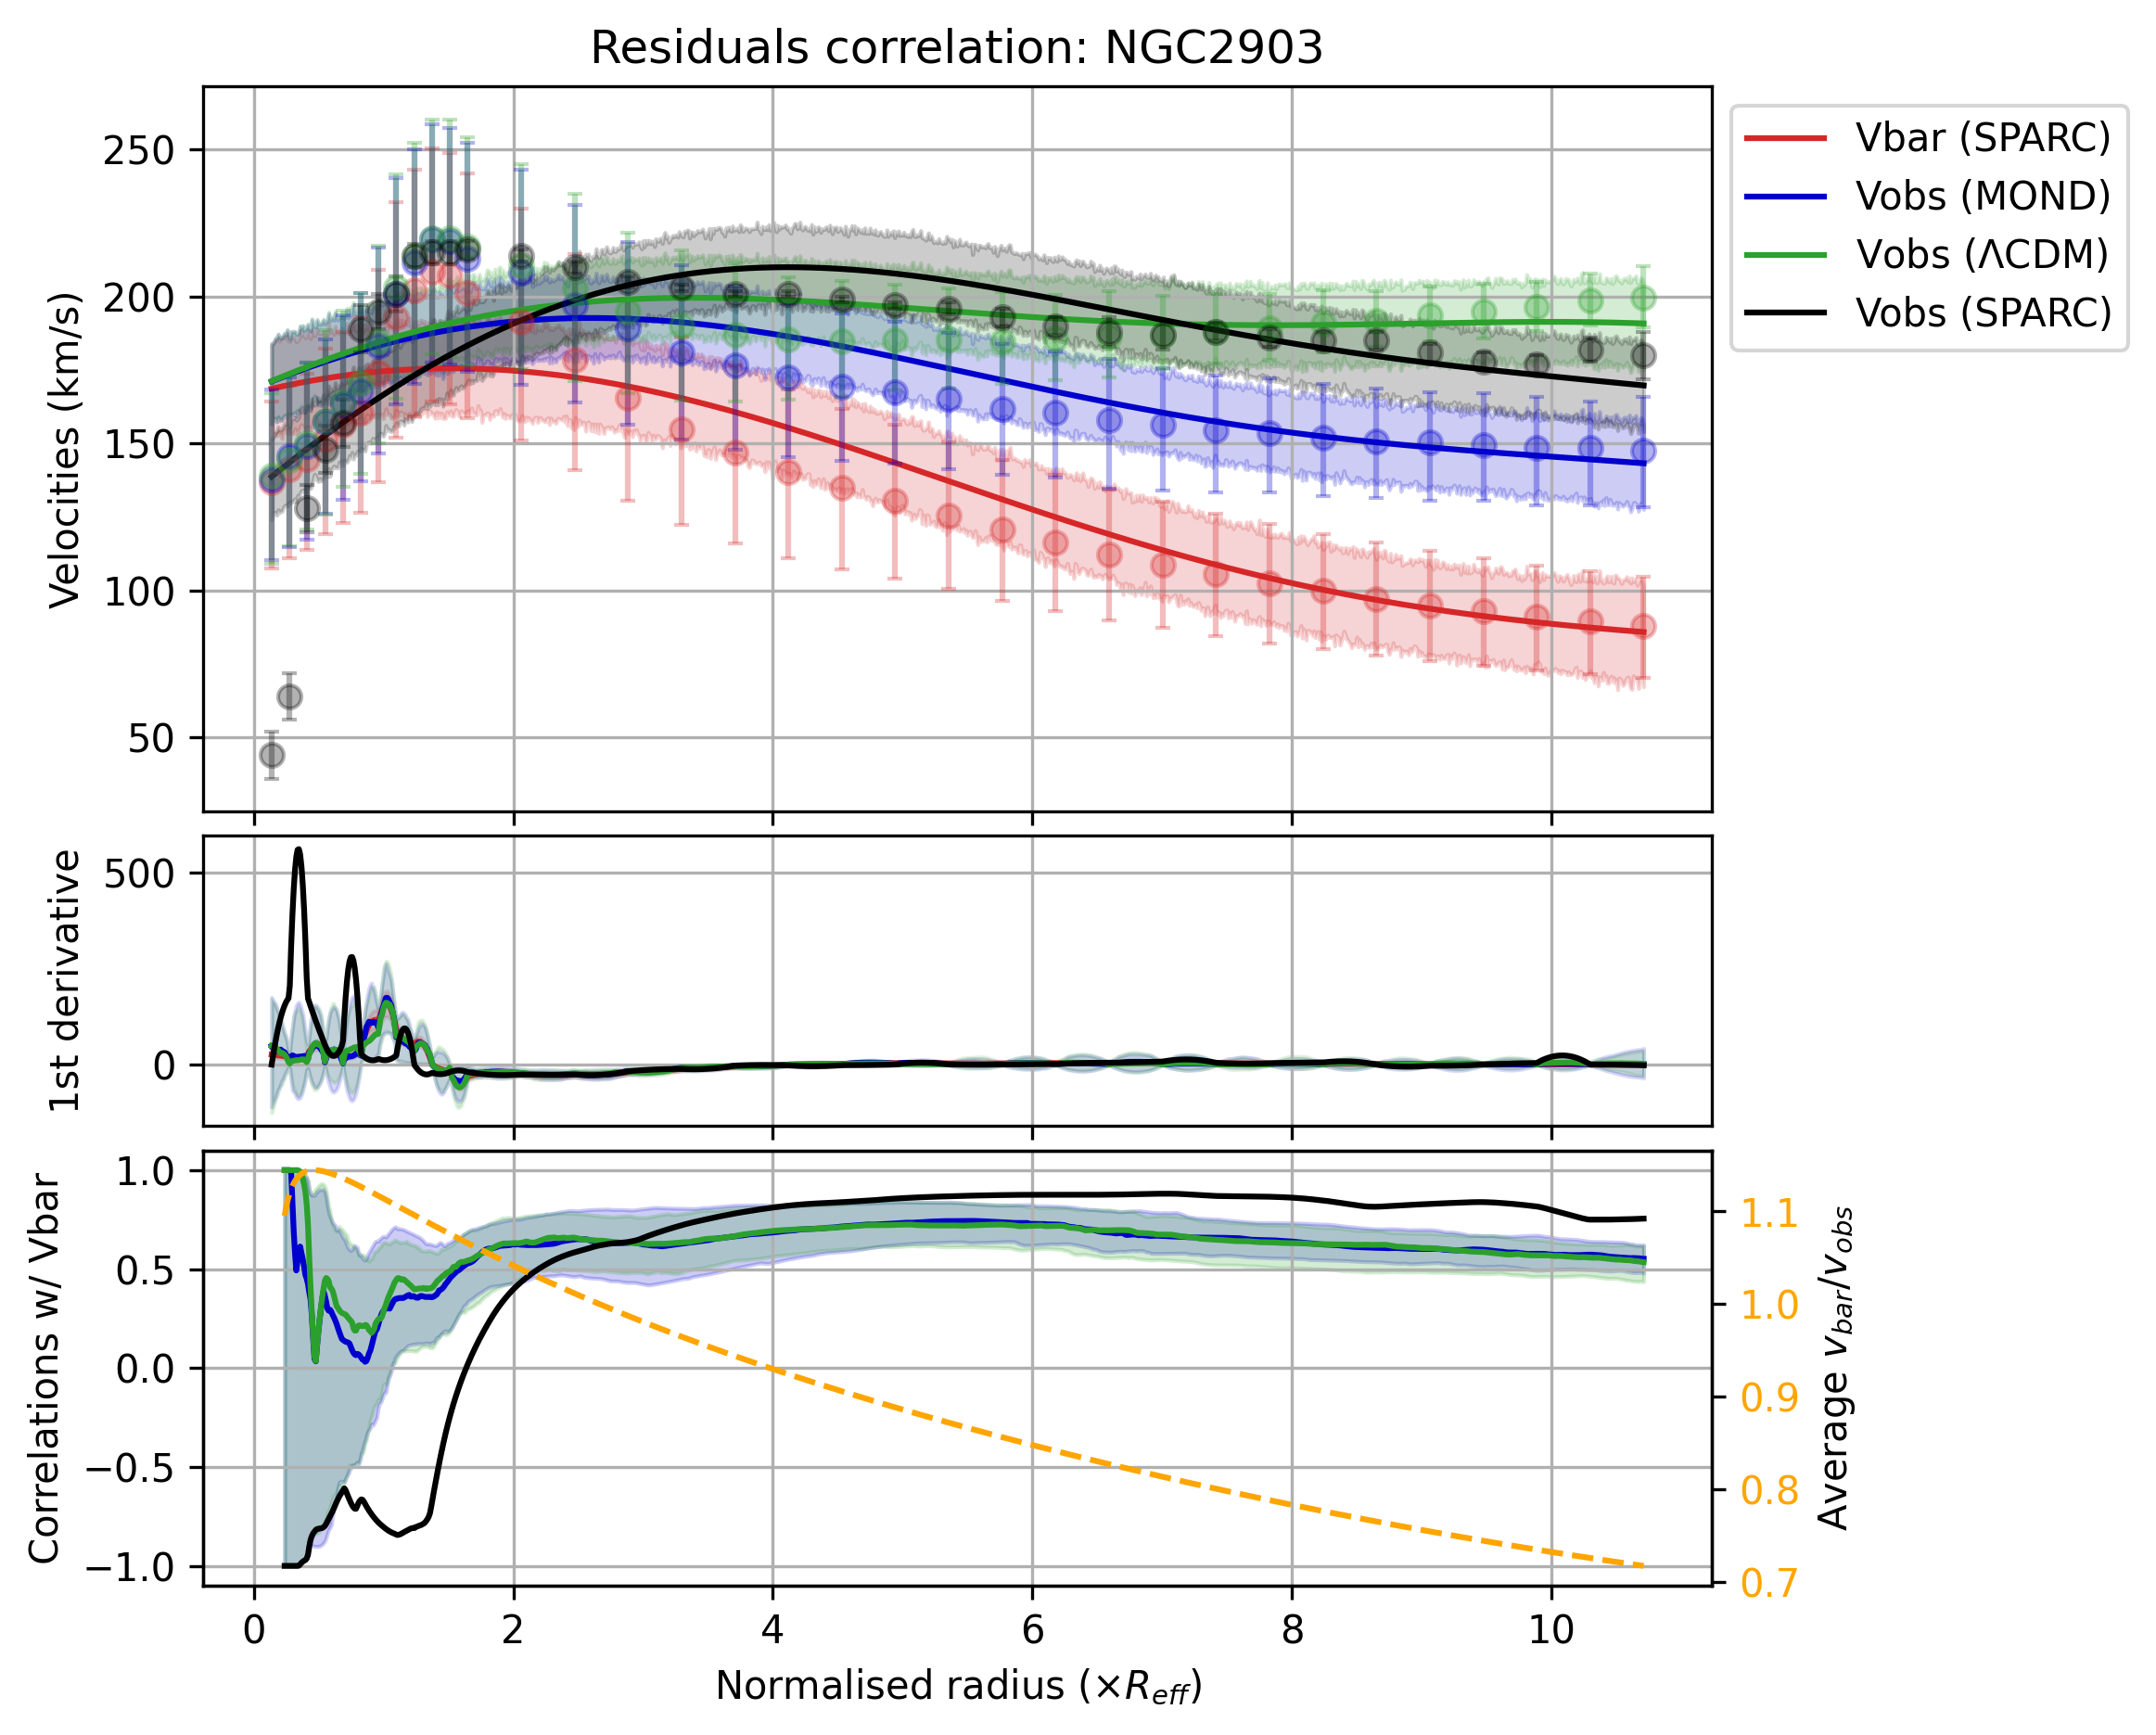 Residuals correlation: NGC2903
250
200
150
100
50
Velocities (km/s)
Vbar (SPARC)
Vobs (MOND)
Vobs (ΛCDM)
Vobs (SPARC)
500
0
1st derivative
1.0
0.5
0.0
−0.5
−1.0
Correlations w/ Vbar
1.1
1.0
0.9
0.8
0.7
Average v_bar/v_obs
0 2 4 6 8 10
Normalised radius (×R_eff)